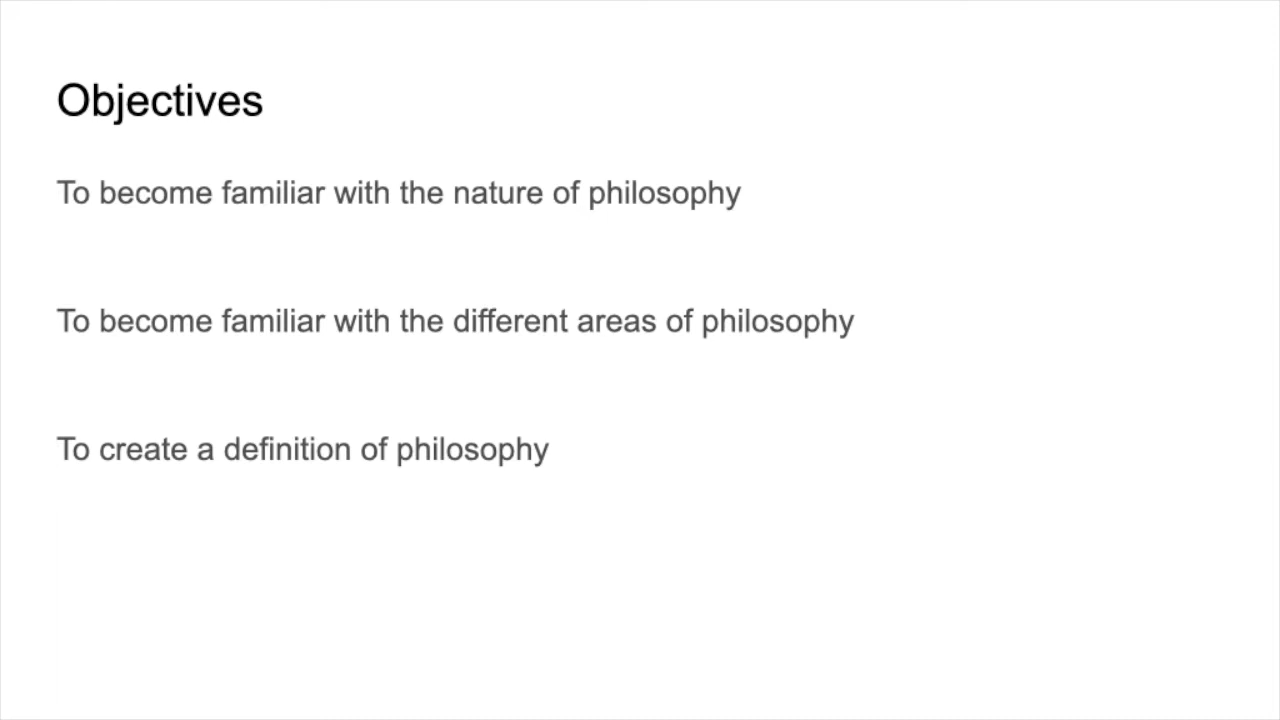 Objectives
To become familiar with the nature of philosophy
To become familiar with the different areas of philosophy
To create a definition of philosophy